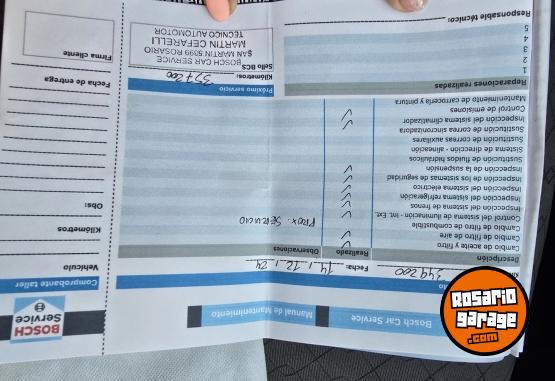 Bosch Car Service
Manual de Mantenimiento
349200
Fecha: 14 / 12 / 24
Descripción
Realizado
Observaciones
Cambio de aceite y filtro
Cambio de filtro de aire
Cambio de filtro de combustible
Control del sistema de iluminación - int. Ext.
PROX. SERVICIO
Inspección del sistema de frenos
Inspección del sistema refrigeración
Inspección del sistema eléctrico
Inspección de los sistemas de seguridad
Inspección de la suspensión
Sustitución de fluidos hidráulicos
Sistema de dirección - alineación
Sustitución de correas auxiliares
Sustitución de correa sincronizadora
Inspección del sistema climatizador
Control de emisiones
Mantenimiento de carrocería y pintura
Reparaciones realizadas
1
2
3
4
5
Responsable técnico:
Próximo servicio
Kilómetros: 357200
Sello BCS
BOSCH CAR SERVICE
SAN MARTIN 5399 ROSARIO
MARTIN CEFARELLI
TÉCNICO AUTOMOTOR
BOSCH
Service
Comprobante taller
Vehículo
Kilómetros
Obs:
Fecha de entrega
Firma cliente
Rosario
garage
.com